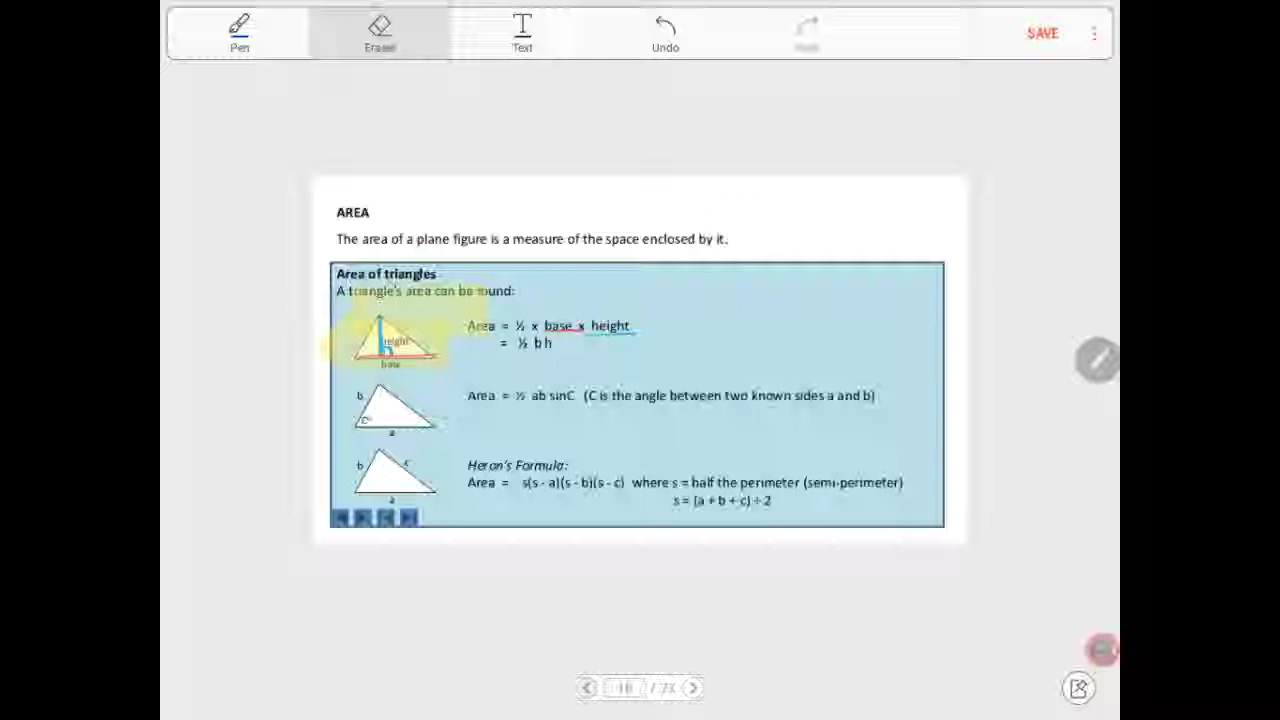 Pen
Eraser
Text
Undo
SAVE
AREA
The area of a plane figure is a measure of the space enclosed by it.
Area of triangles
A triangle's area can be found:
height
h
base
Area = ½ x base x height
= ½ b h
b
C
a
Area = ½ ab sinC (C is the angle between two known sides a and b)
b
c
a
Heron's Formula:
Area = s(s - a)(s - b)(s - c) where s = half the perimeter (semi-perimeter)
s = (a + b + c) ÷ 2